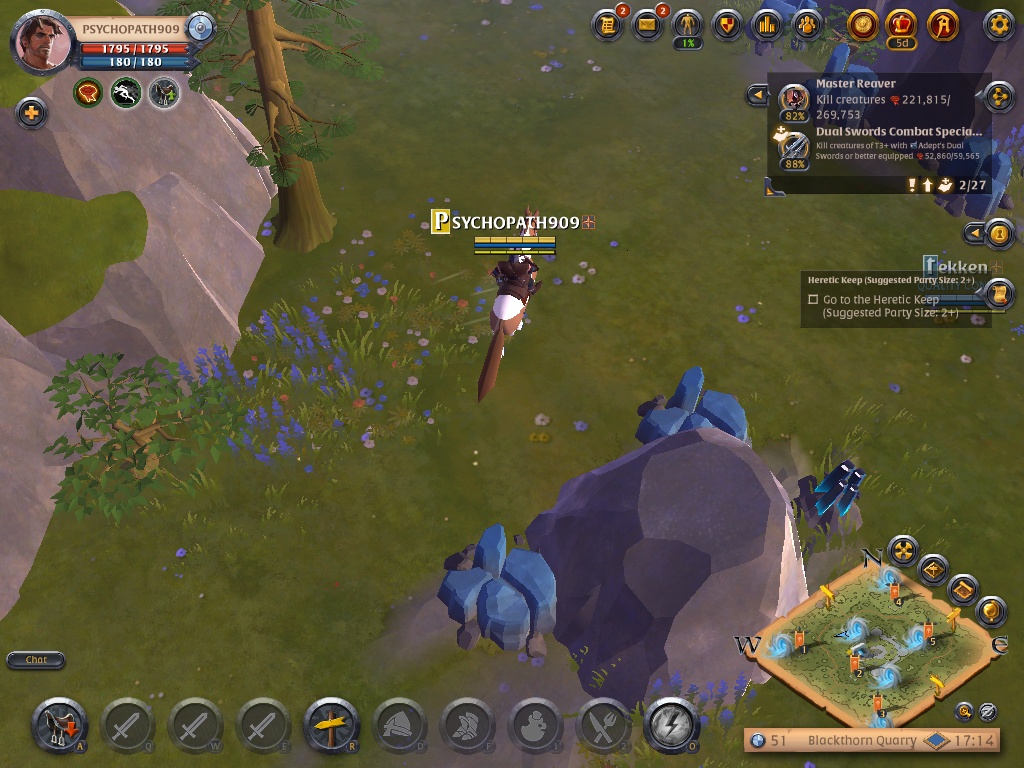 PSYCHOPATH909
1795 / 1795
180 / 180
2
2
1%
5d
Master Reaver
Kill creatures 221,815/
269,753
82%
Dual Swords Combat Specia...
Kill creatures of T3+ with Adept's Dual
Swords or better equipped 52,860/59,565
88%
2/27
PSYCHOPATH909
Tekken
Heretic Keep (Suggested Party Size: 2+)
Go to the Heretic Keep
(Suggested Party Size: 2+)
N
W
E
4
1
5
2
3
Chat
A
Q
W
E
R
D
F
1
2
O
51 Blackthorn Quarry 17:14